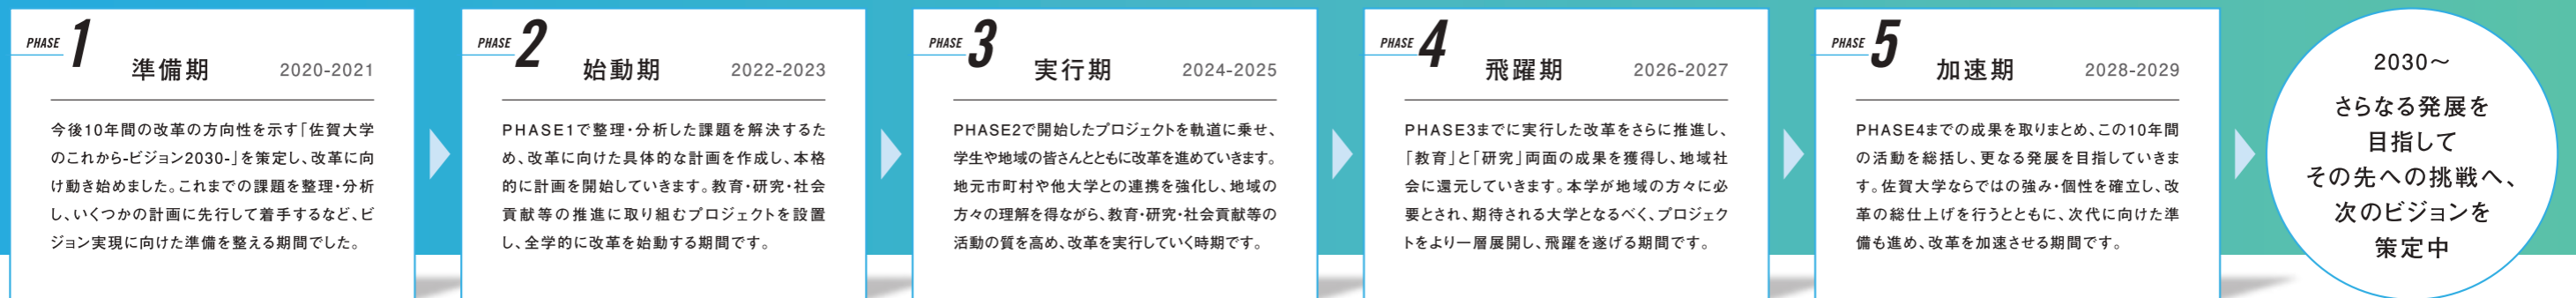 PHASE 1
準備期 2020-2021
今後10年間の改革の方向性を示す「佐賀大学
のこれから-ビジョン2030-」を策定し、改革に向
け動き始めました。これまでの課題を整理・分析
し、いくつかの計画に先行して着手するなど、ビ
ジョン実現に向けた準備を整える期間でした。
PHASE 2
始動期 2022-2023
PHASE1で整理・分析した課題を解決するた
め、改革に向けた具体的な計画を作成し、本格
的に計画を開始していきます。教育・研究・社会
貢献等の推進に取り組むプロジェクトを設置
し、全学的に改革を始動する期間です。
PHASE 3
実行期 2024-2025
PHASE2で開始したプロジェクトを軌道に乗せ、
学生や地域の皆さんとともに改革を進めていきます。
地元市町村や他大学との連携を強化し、地域の
方々の理解を得ながら、教育・研究・社会貢献等の
活動の質を高め、改革を実行していく時期です。
PHASE 4
飛躍期 2026-2027
PHASE3までに実行した改革をさらに推進し、
「教育」と「研究」両面の成果を獲得し、地域社
会に還元していきます。本学が地域の方々に必
要とされ、期待される大学となるべく、プロジェク
トをより一層展開し、飛躍を遂げる期間です。
PHASE 5
加速期 2028-2029
PHASE4までの成果を取りまとめ、この10年間
の活動を総括し、更なる発展を目指していきま
す。佐賀大学ならではの強み・個性を確立し、改
革の総仕上げを行うとともに、次代に向けた準
備も進め、改革を加速させる期間です。
2030〜
さらなる発展を
目指して
その先への挑戦へ、
次のビジョンを
策定中